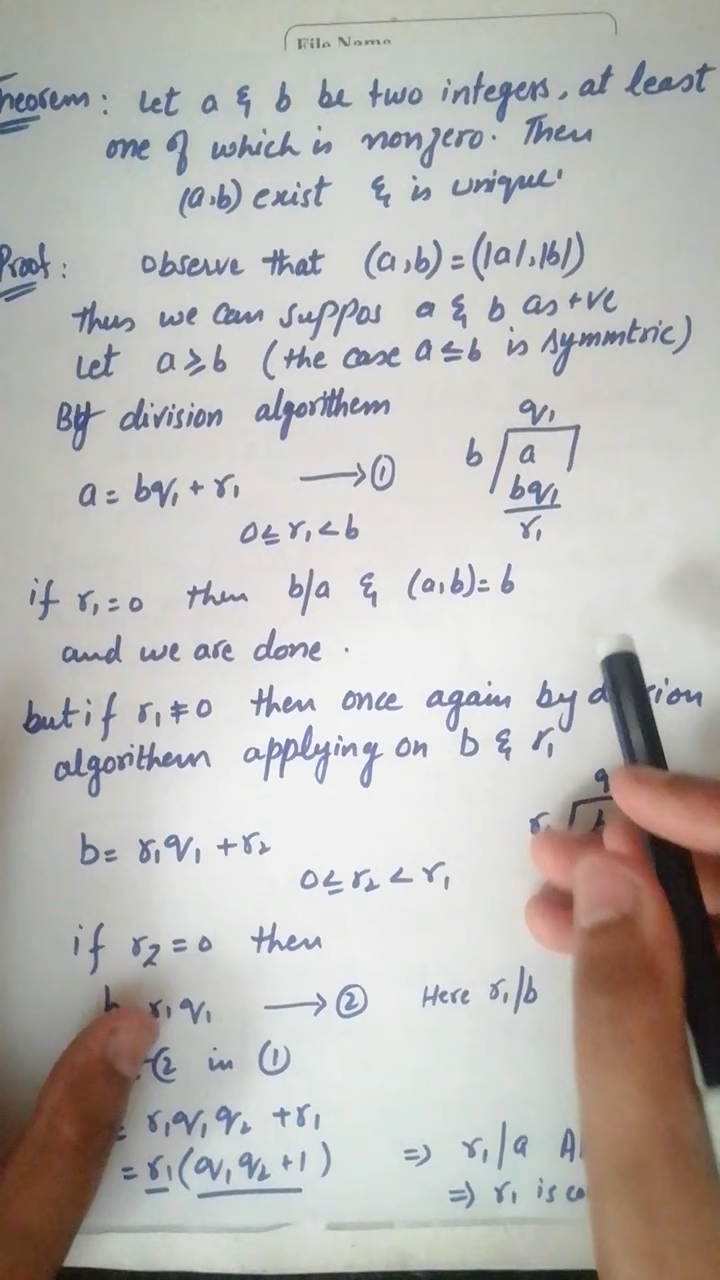 File Name
Theorem: Let a & b be two integers, at least
one of which is nonzero. Then
(a,b) exist & is unique.
Proof: Observe that (a,b) = (|a|,|b|)
thus we can suppos a & b as +ve
Let a ≥ b (the case a ≤ b is symmtric)
By division algorithem
q₁
b a
bq₁
r₁
a = bq₁ + r₁ → ①
0 ≤ r₁ < b
if r₁ = 0 then b/a & (a,b) = b
and we are done.
but if r₁ ≠ 0 then once again by
algorithem applying on b & r₁
b = r₁q₁ + r₂
0 ≤ r₂ < r₁
if r₂ = 0 then
r₁q₁ → ② Here r₁/b
in ①
= r₁q₁q₂ + r₁
= r₁(q₁q₂ + 1) ⇒ r₁/a
⇒ r₁ is